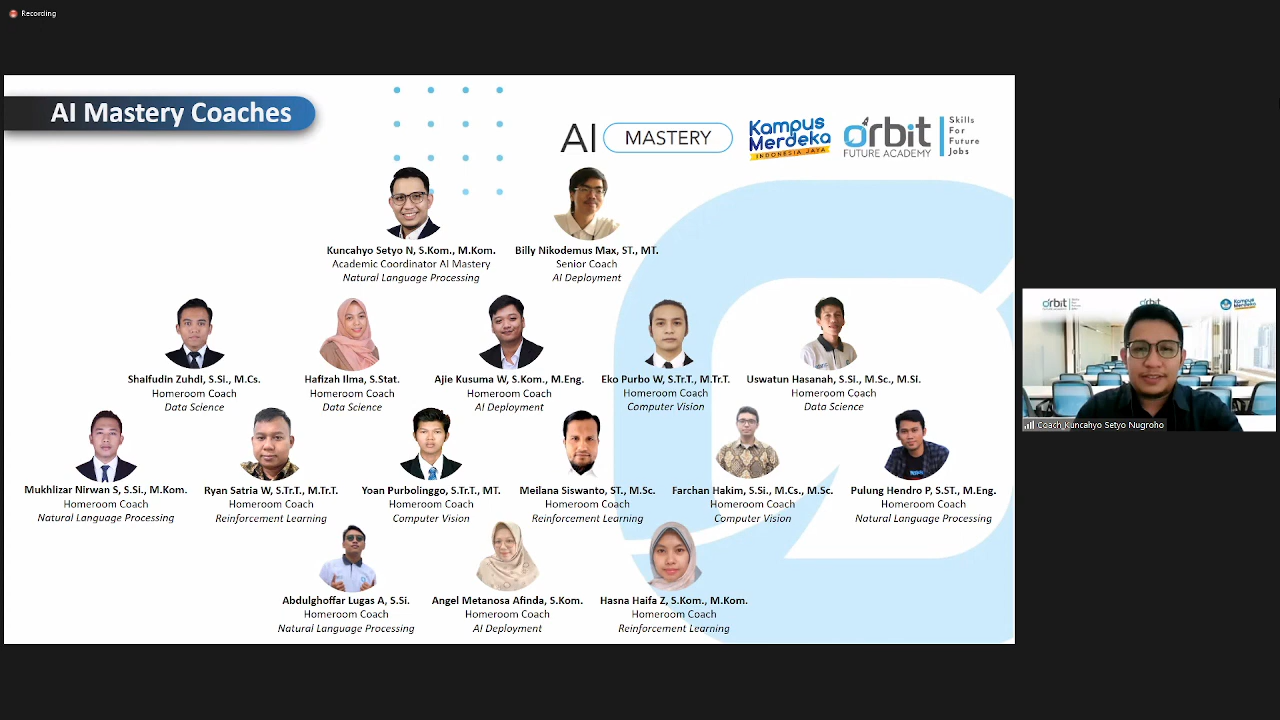 Recording
AI Mastery Coaches
AI MASTERY
Kampus
Merdeka
INDONESIA JAYA
orbit
FUTURE ACADEMY
Skills
For
Future
Jobs
Kuncahyo Setyo N, S.Kom., M.Kom.
Academic Coordinator AI Mastery
Natural Language Processing
Billy Nikodemus Max, ST., MT.
Senior Coach
AI Deployment
Shalfudin Zuhdi, S.Si., M.Cs.
Homeroom Coach
Data Science
Hafizah Ilma, S.Stat.
Homeroom Coach
Data Science
Ajie Kusuma W, S.Kom., M.Eng.
Homeroom Coach
AI Deployment
Eko Purbo W, S.Tr.T., M.Tr.T.
Homeroom Coach
Computer Vision
Uswatun Hasanah, S.Si., M.Sc., M.Si.
Homeroom Coach
Data Science
Mukhlizar Nirwan S, S.Si., M.Kom.
Homeroom Coach
Natural Language Processing
Ryan Satria W, S.Tr.T., M.Tr.T.
Homeroom Coach
Reinforcement Learning
Yoan Purbolinggo, S.Tr.T., MT.
Homeroom Coach
Computer Vision
Meilana Siswanto, ST., M.Sc.
Homeroom Coach
Reinforcement Learning
Farchan Hakim, S.Si., M.Cs., M.Sc.
Homeroom Coach
Computer Vision
Pulung Hendro P, S.ST., M.Eng.
Homeroom Coach
Natural Language Processing
Abdulghoffar Lugas A, S.Si.
Homeroom Coach
Natural Language Processing
Angel Metanosa Afinda, S.Kom.
Homeroom Coach
AI Deployment
Hasna Haifa Z, S.Kom., M.Kom.
Homeroom Coach
Reinforcement Learning
orbit
orbit
Kampus
Merdeka
Coach Kuncahyo Setyo Nugroho